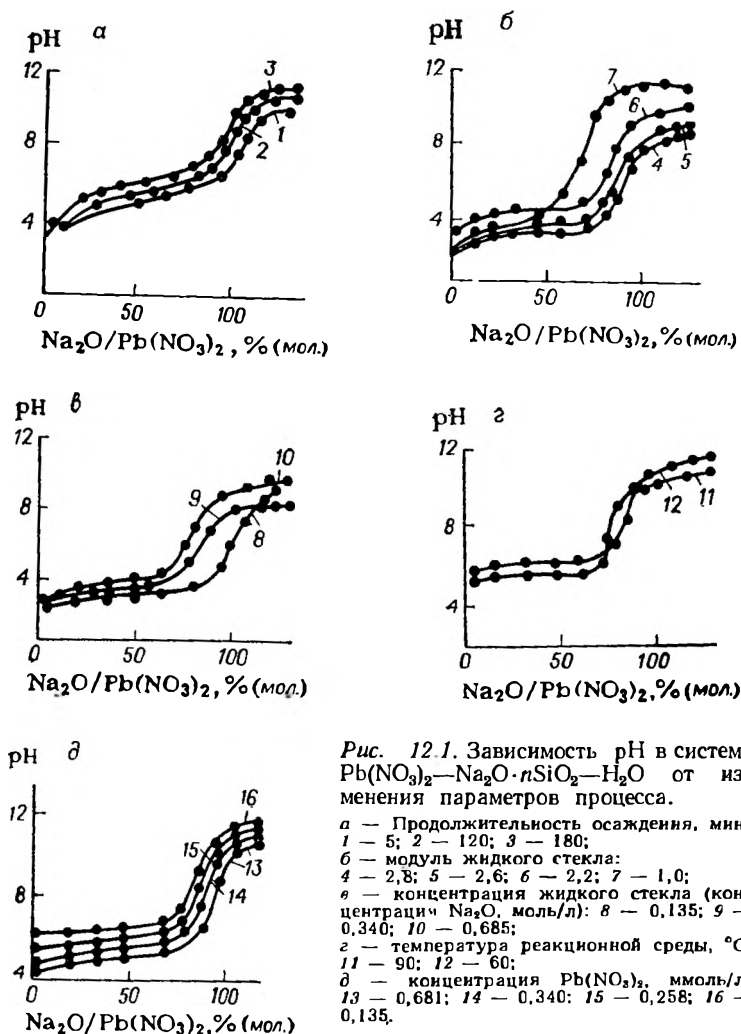 pH а
12
8
4
3
1
2
0 50 100
Na₂O/Pb(NO₃)₂, % (мол.)
pH б
12
8
4
7
6
5
4
0 50 100
Na₂O/Pb(NO₃)₂, % (мол.)
pH в
12
8
4
10
9
8
0 50 100
Na₂O/Pb(NO₃)₂, % (мол.)
pH г
12
8
4
12 11
0 50 100
Na₂O/Pb(NO₃)₂, % (мол.)
pH д
12
8
4
16
15
13
14
0 50 100
Na₂O/Pb(NO₃)₂, % (мол.)
Рис. 12.1. Зависимость pH в систем
Pb(NO₃)₂—Na₂O·nSiO₂—H₂O от из
менения параметров процесса.
а — Продолжительность осаждения, мин
1 — 5; 2 — 120; 3 — 180;
б — модуль жидкого стекла:
4 — 2,8; 5 — 2,6; 6 — 2,2; 7 — 1,0;
в — концентрация жидкого стекла (кон
центрации Na₂O, моль/л): 8 — 0,135; 9 —
0,340; 10 — 0,685;
г — температура реакционной среды, °С
11 — 90; 12 — 60;
д — концентрация Pb(NO₃)₂, ммоль/л
13 — 0,681; 14 — 0,340; 15 — 0,258; 16 —
0,135.